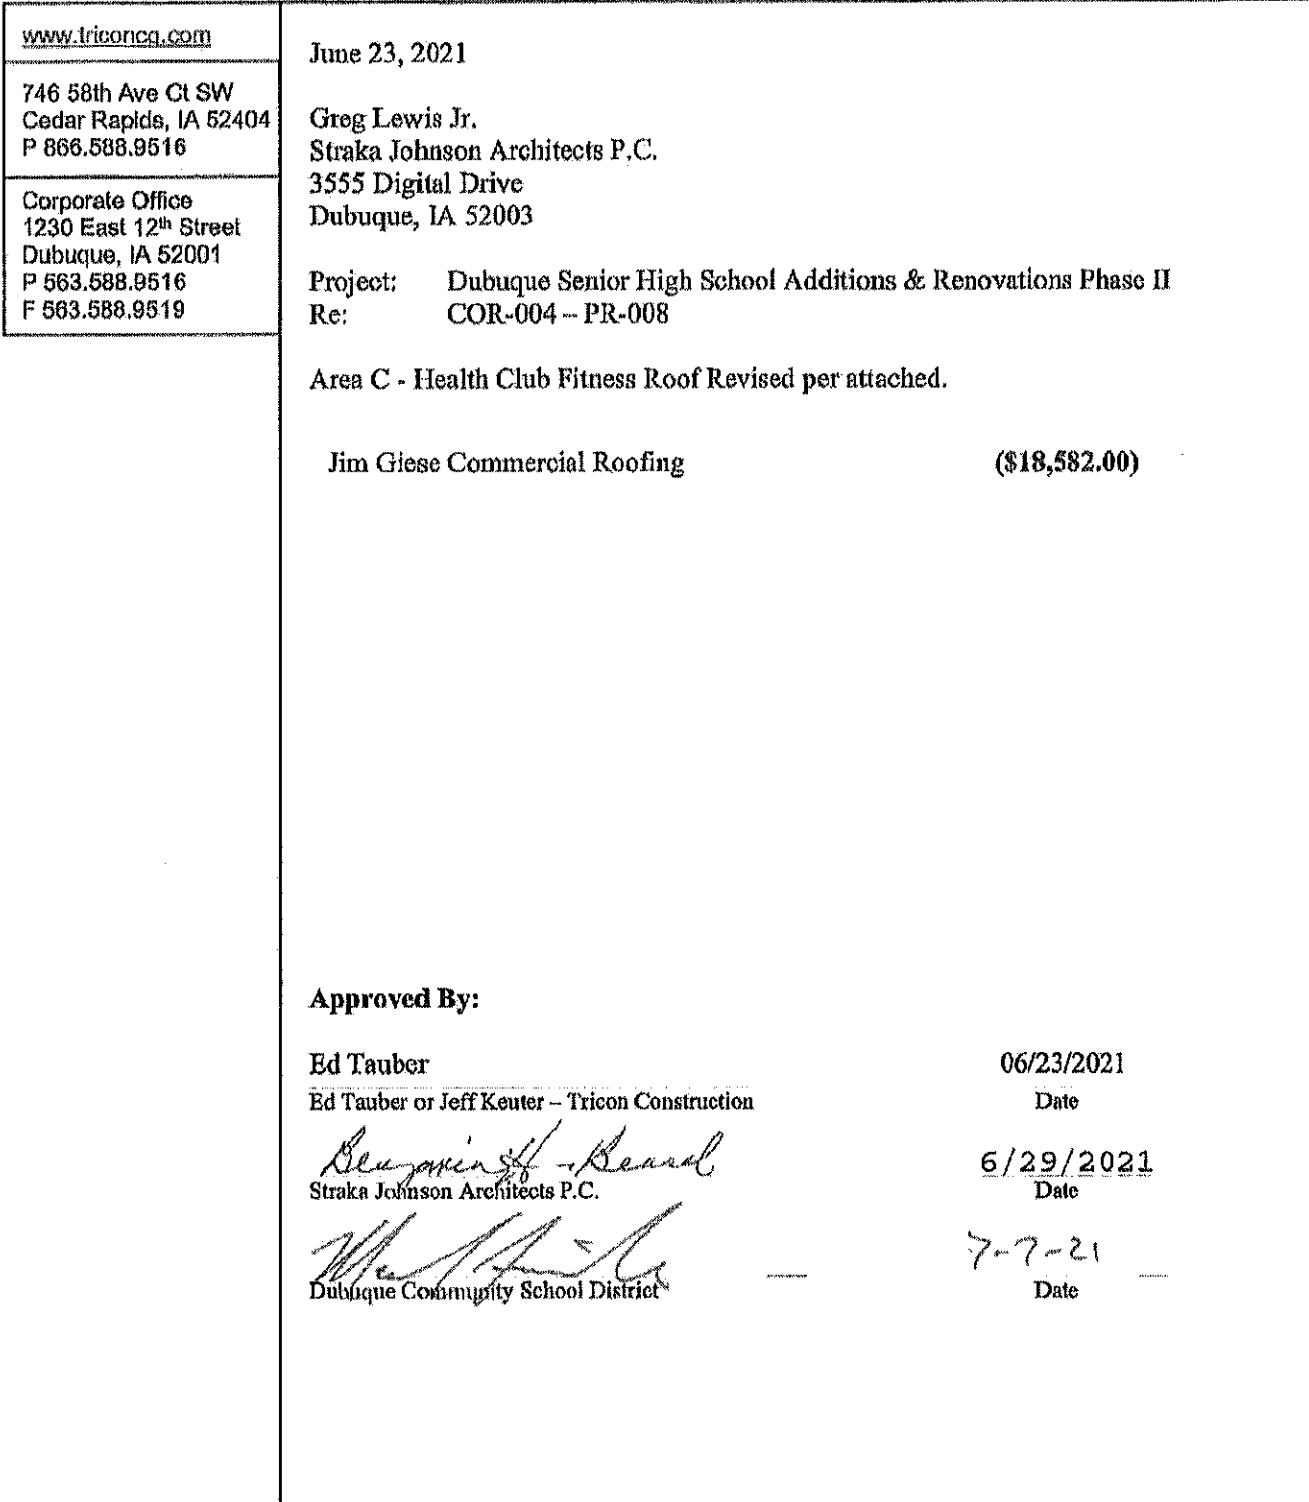 www.triconcg.com
746 58th Ave Ct SW
Cedar Rapids, IA 52404
P 866.588.9516
Corporate Office
1230 East 12th Street
Dubuque, IA 52001
P 563.588.9516
F 563.588.9519
June 23, 2021
Greg Lewis Jr.
Straka Johnson Architects P.C.
3555 Digital Drive
Dubuque, IA 52003
Project: Dubuque Senior High School Additions & Renovations Phase II
Re: COR-004 – PR-008
Area C - Health Club Fitness Roof Revised per attached.
Jim Giese Commercial Roofing ($18,582.00)
Approved By:
Ed Tauber 06/23/2021
Ed Tauber or Jeff Keuter – Tricon Construction Date
Benjamin H. Beard 6/29/2021
Straka Johnson Architects P.C. Date
7-7-21
Dubuque Community School District Date